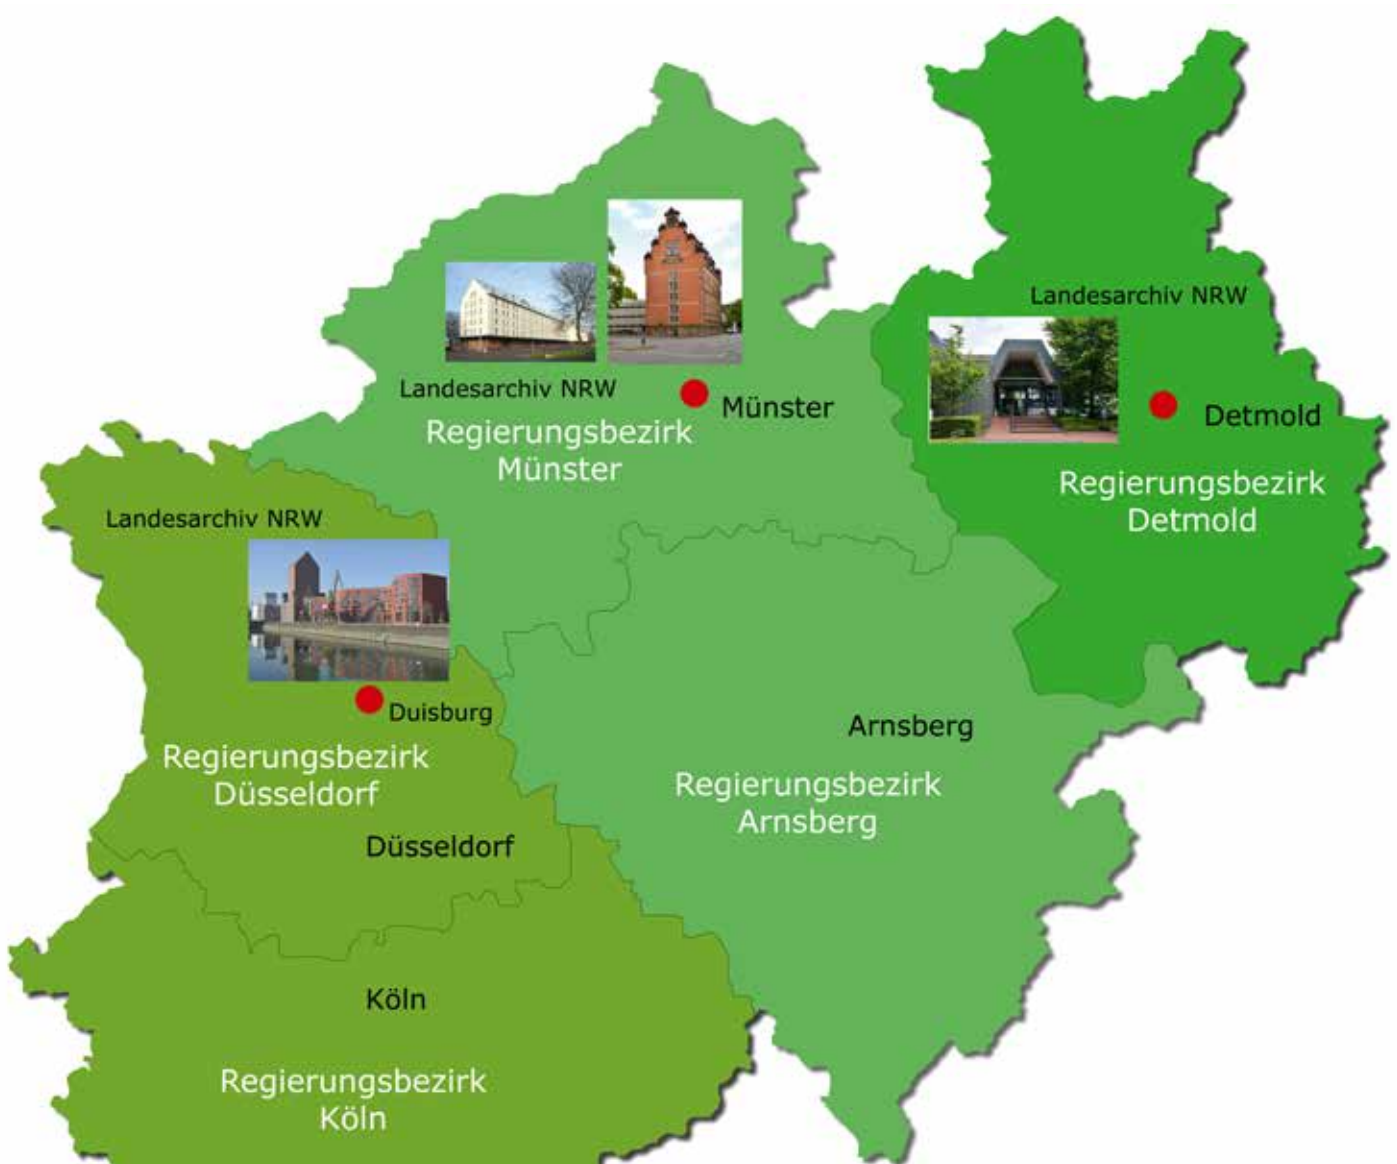 Landesarchiv NRW
Landesarchiv NRW
Münster
Detmold
Regierungsbezirk
Münster
Regierungsbezirk
Detmold
Landesarchiv NRW
Duisburg
Arnsberg
Regierungsbezirk
Düsseldorf
Regierungsbezirk
Arnsberg
Düsseldorf
Köln
Regierungsbezirk
Köln